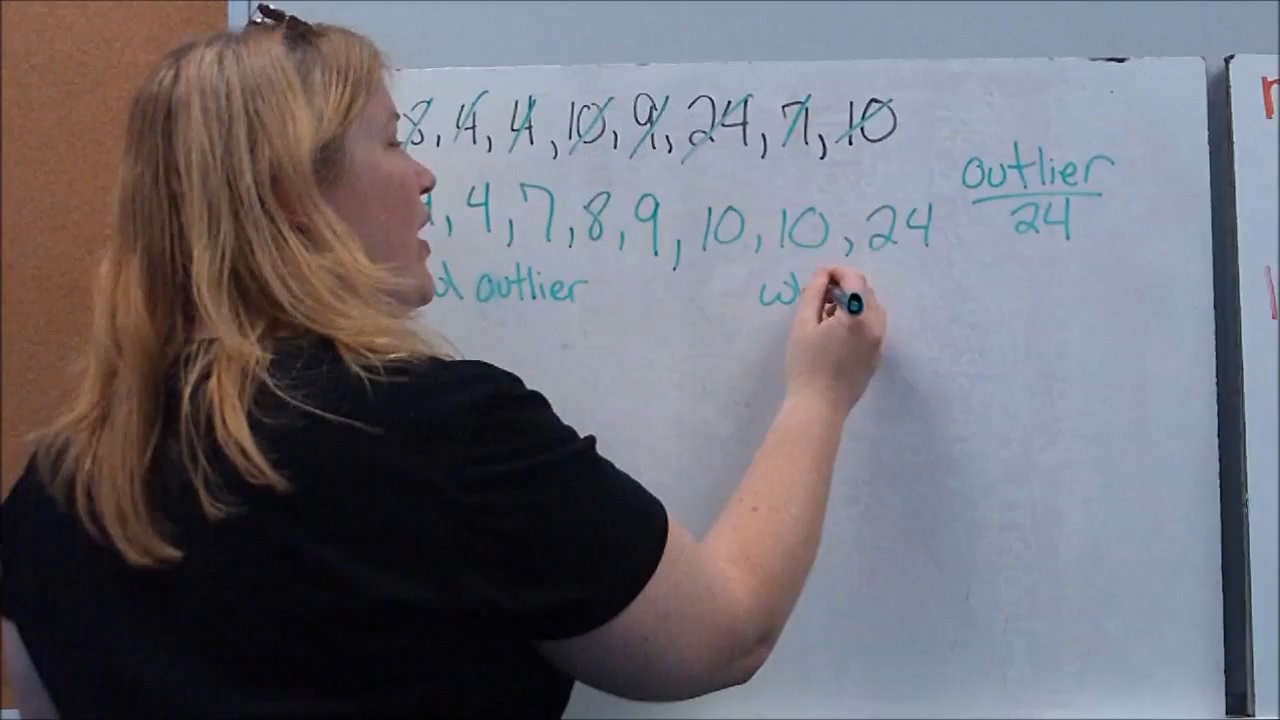 8, 4, 4, 10, 9, 24, 7, 10
outlier
24
4, 4, 7, 8, 9, 10, 10, 24
outlier